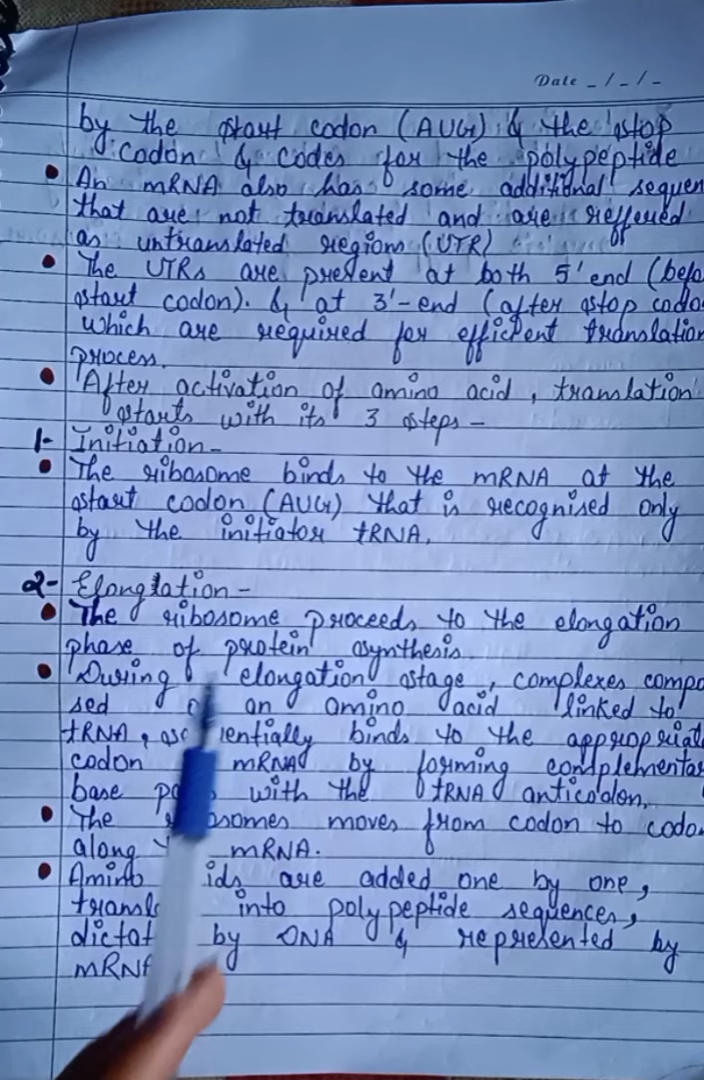 Date _/_/_
by the start codon (AUG) & the stop
codon & codes for the polypeptide
• An mRNA also has some additional sequen
that are not translated and are reffered
as untranslated regions (UTR)
• The UTRs are present at both 5' end (befo
start codon). & at 3'-end (after stop codo
which are required for efficient translation
process.
• After activation of amino acid, translation
starts with its 3 steps -
1- Initiation -
• The ribosome binds to the mRNA at the
start codon (AUG) that is recognised only
by the initiator tRNA.
2- Elongtation -
• The ribosome proceeds to the elongation
phase of protein synthesis.
• During elongation stage, complexes compo
sed an amino acid linked to
tRNA, binds to the appropriat
codon mRNA by forming complementar
base with the tRNA anticodon.
• The moves from codon to codo
along mRNA.
• Amino are added one by one,
into polypeptide sequences,
by DNA & represented by
mRNA